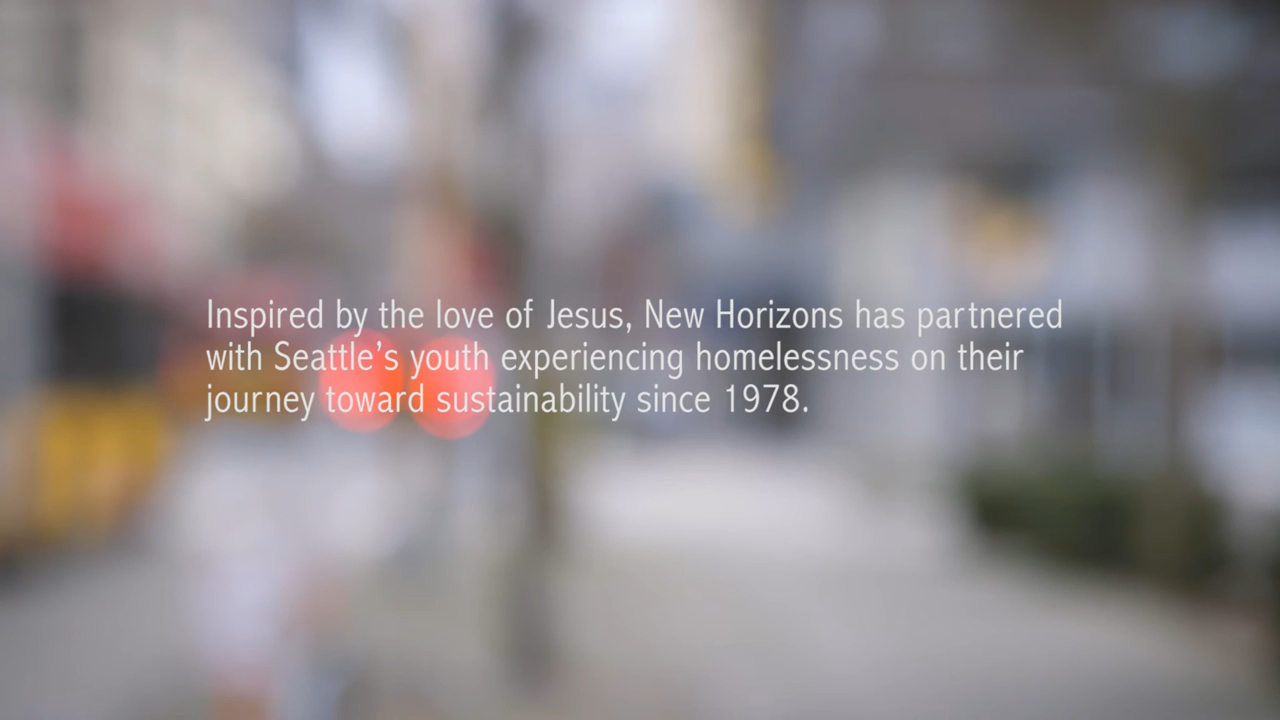 Inspired by the love of Jesus, New Horizons has partnered
with Seattle’s youth experiencing homelessness on their
journey toward sustainability since 1978.